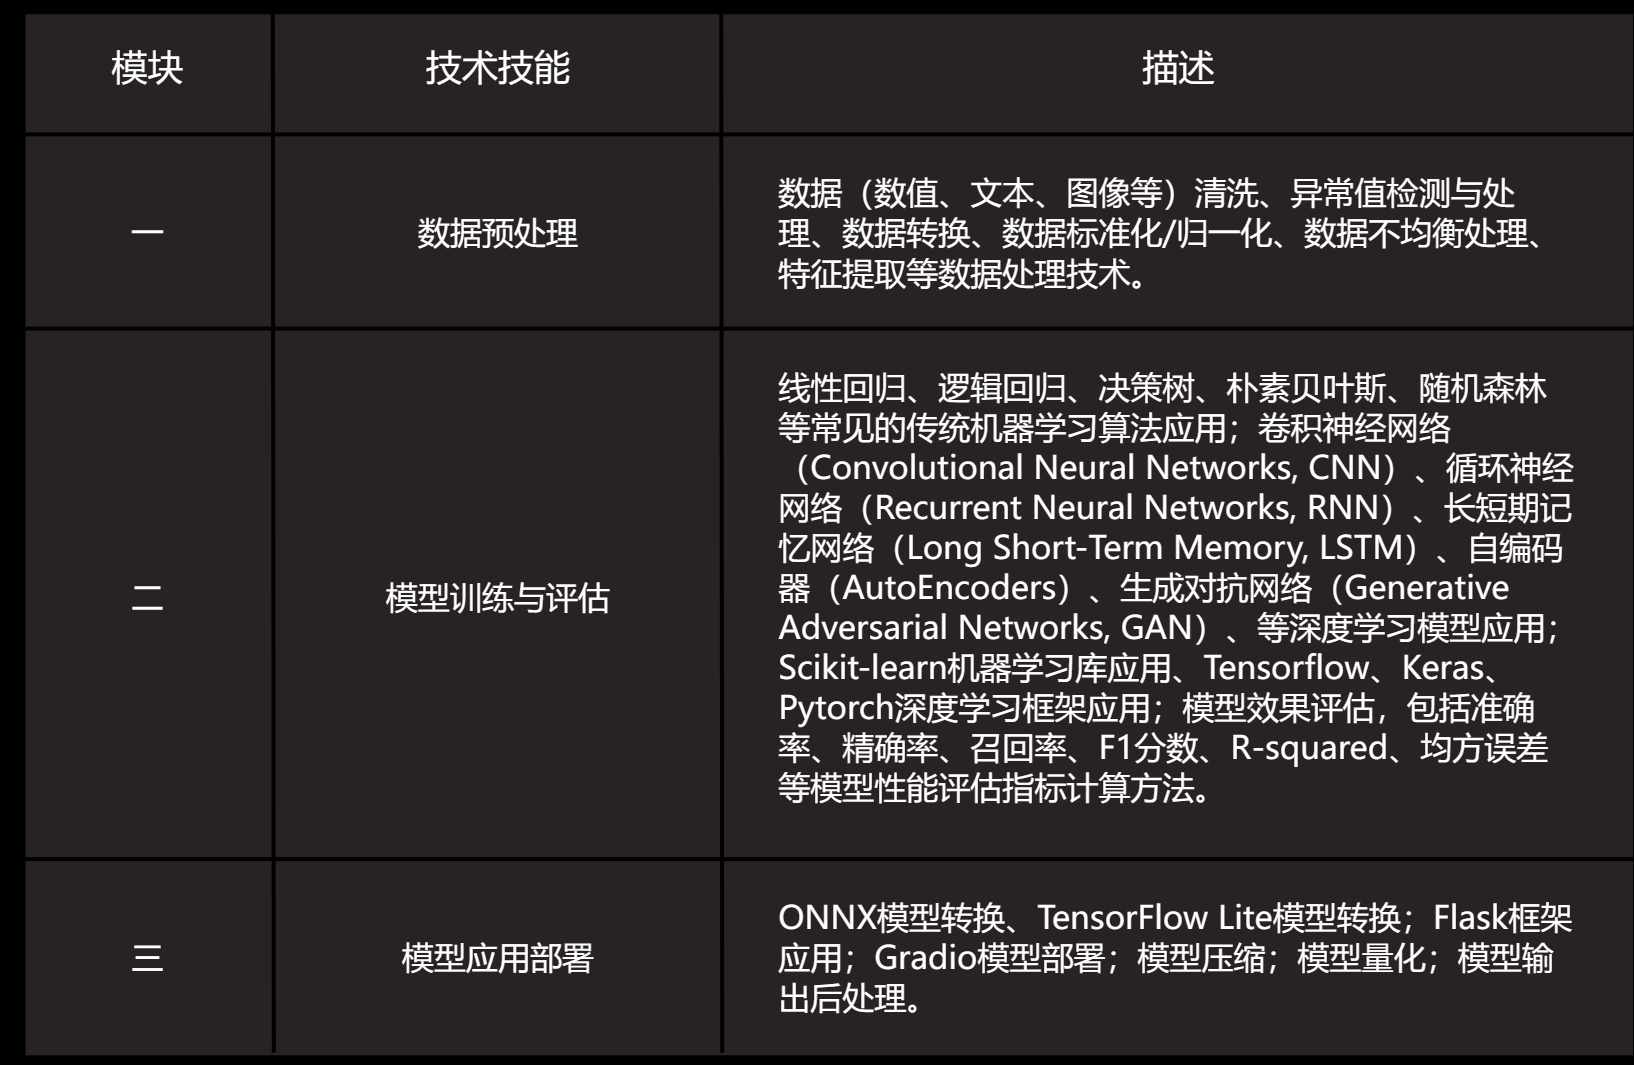 模块
技术技能
描述
一
数据预处理
数据（数值、文本、图像等）清洗、异常值检测与处
理、数据转换、数据标准化/归一化、数据不均衡处理、
特征提取等数据处理技术。
二
模型训练与评估
线性回归、逻辑回归、决策树、朴素贝叶斯、随机森林
等常见的传统机器学习算法应用；卷积神经网络
（Convolutional Neural Networks, CNN）、循环神经
网络（Recurrent Neural Networks, RNN）、长短期记
忆网络（Long Short-Term Memory, LSTM）、自编码
器（AutoEncoders）、生成对抗网络（Generative
Adversarial Networks, GAN）、等深度学习模型应用；
Scikit-learn机器学习库应用、Tensorflow、Keras、
Pytorch深度学习框架应用；模型效果评估，包括准确
率、精确率、召回率、F1分数、R-squared、均方误差
等模型性能评估指标计算方法。
三
模型应用部署
ONNX模型转换、TensorFlow Lite模型转换；Flask框架
应用；Gradio模型部署；模型压缩；模型量化；模型输
出后处理。